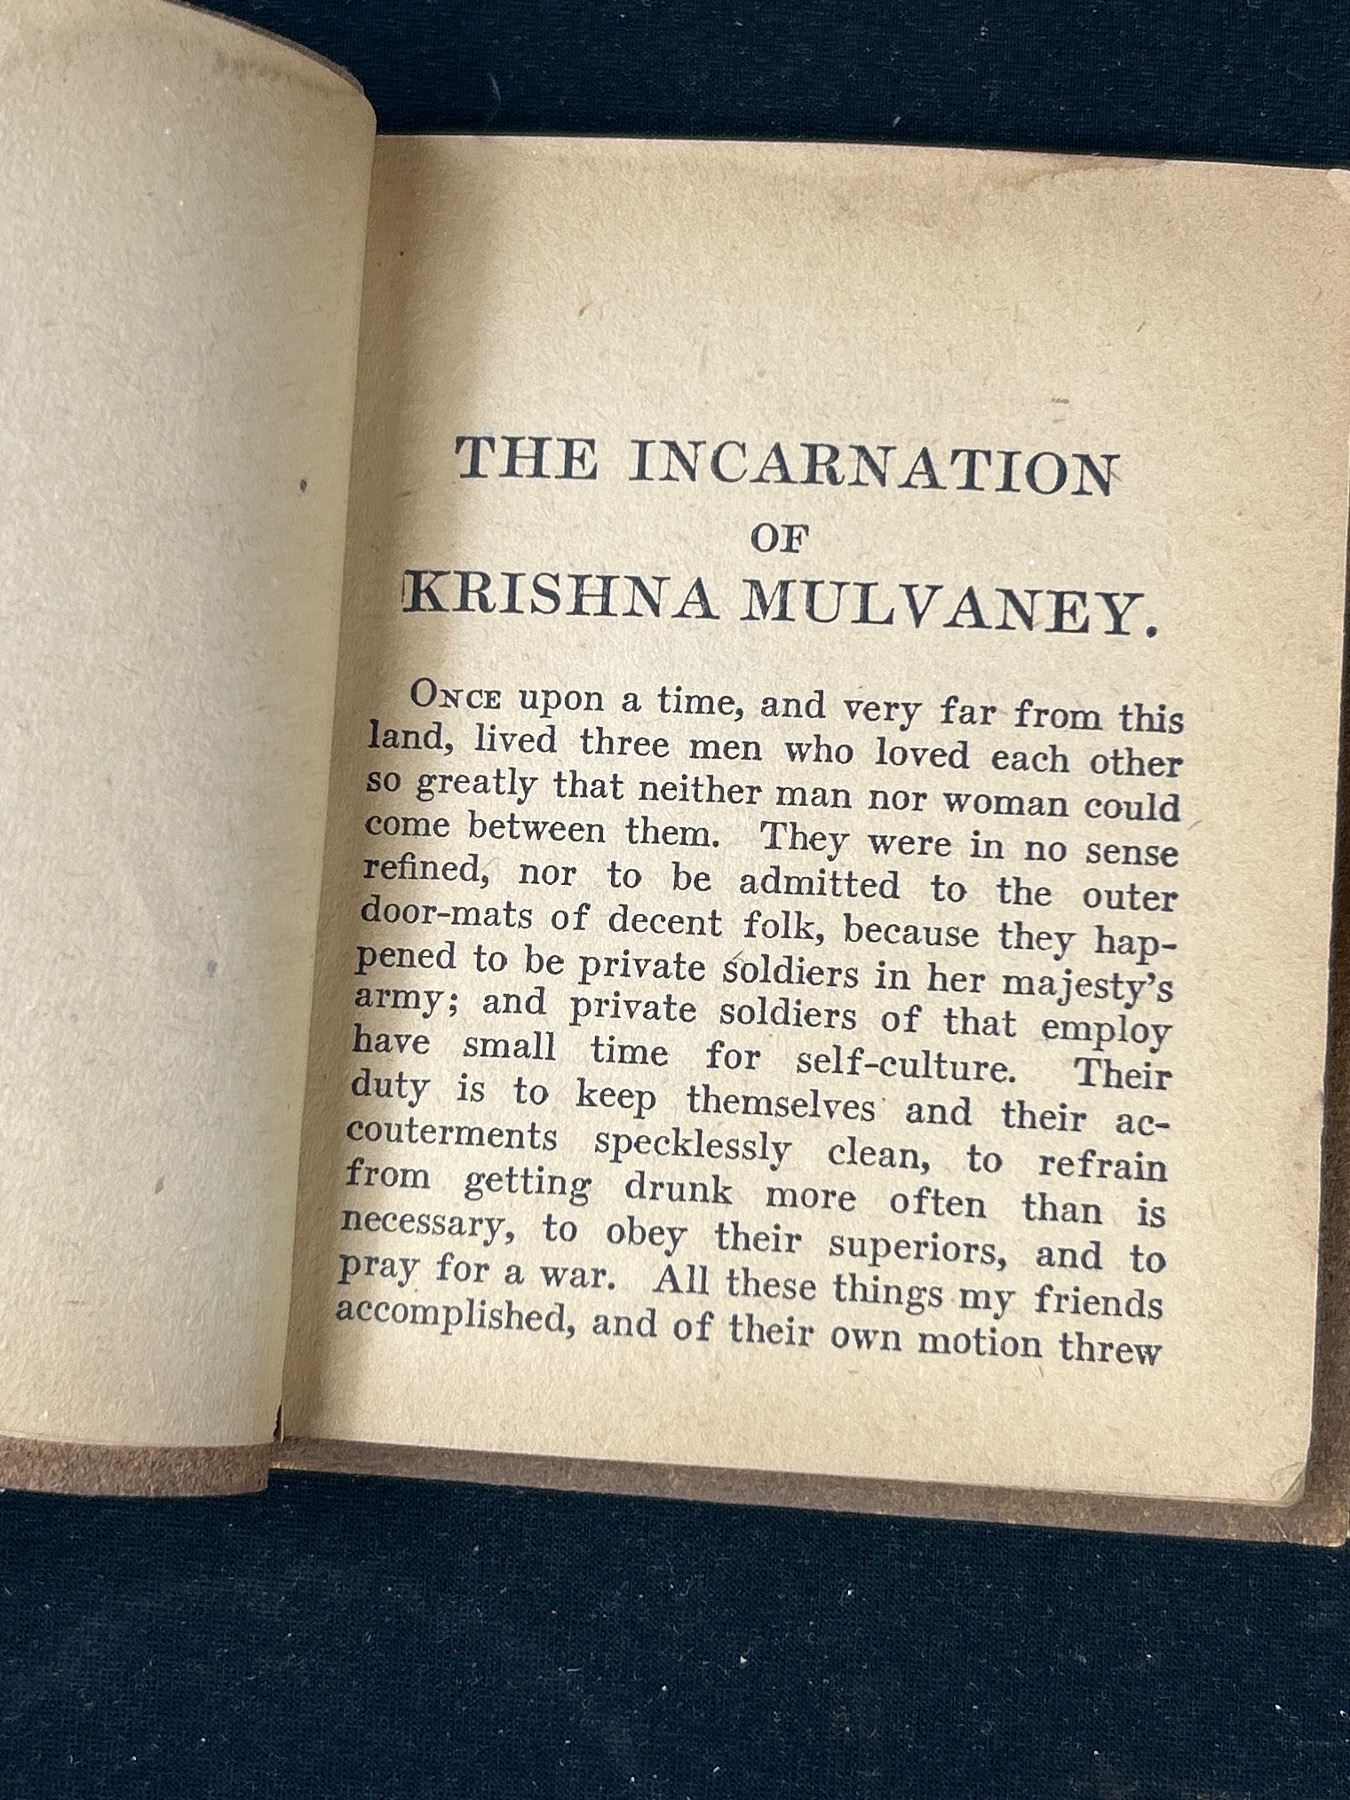 THE INCARNATION
OF
KRISHNA MULVANEY.
ONCE upon a time, and very far from this
land, lived three men who loved each other
so greatly that neither man nor woman could
come between them. They were in no sense
refined, nor to be admitted to the outer
door-mats of decent folk, because they hap-
pened to be private soldiers in her majesty's
army; and private soldiers of that employ
have small time for self-culture. Their
duty is to keep themselves and their ac-
couterments specklessly clean, to refrain
from getting drunk more often than is
necessary, to obey their superiors, and to
pray for a war. All these things my friends
accomplished, and of their own motion threw